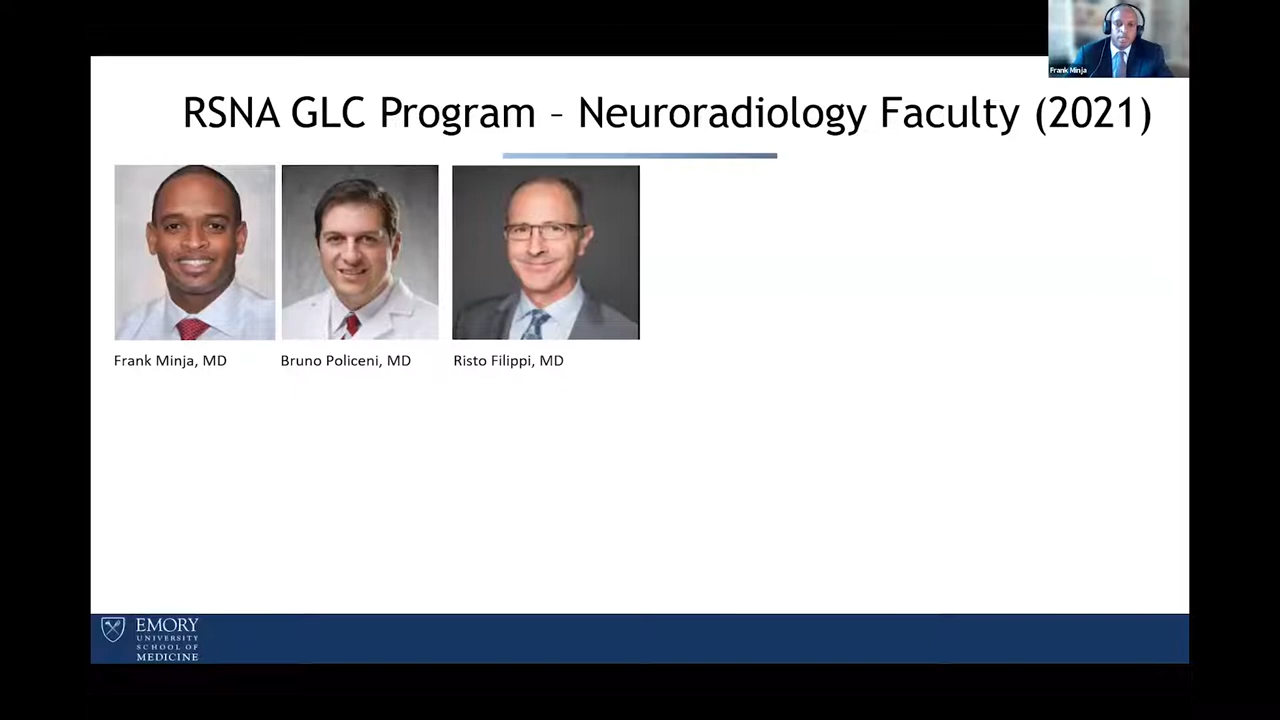 Frank Minja
RSNA GLC Program – Neuroradiology Faculty (2021)
Frank Minja, MD
Bruno Policeni, MD
Risto Filippi, MD
EMORY
UNIVERSITY
SCHOOL OF
MEDICINE